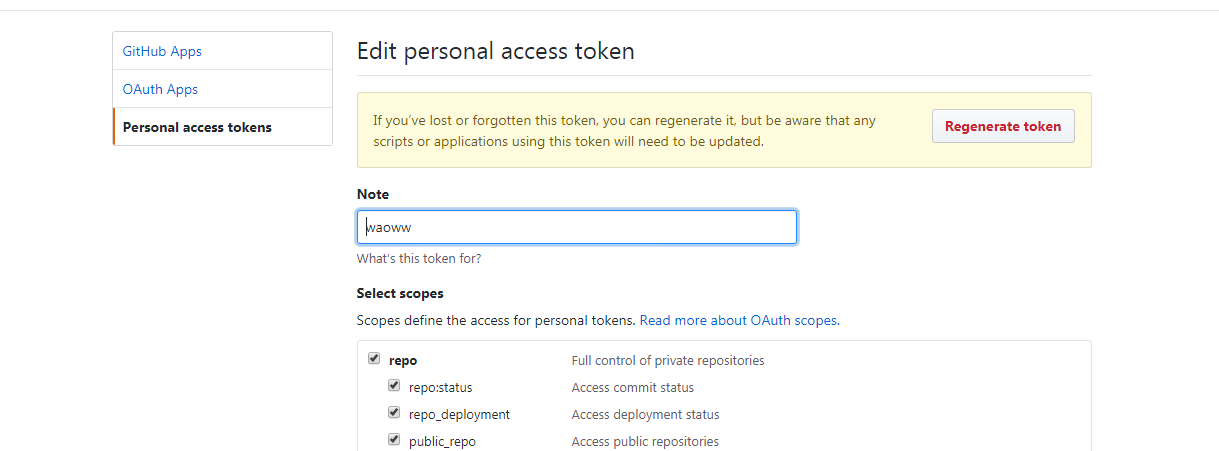 GitHub Apps
OAuth Apps
Personal access tokens
Edit personal access token
If you've lost or forgotten this token, you can regenerate it, but be aware that any
scripts or applications using this token will need to be updated.
Regenerate token
Note
waoww
What's this token for?
Select scopes
Scopes define the access for personal tokens. Read more about OAuth scopes.
repo Full control of private repositories
repo:status Access commit status
repo_deployment Access deployment status
public_repo Access public repositories